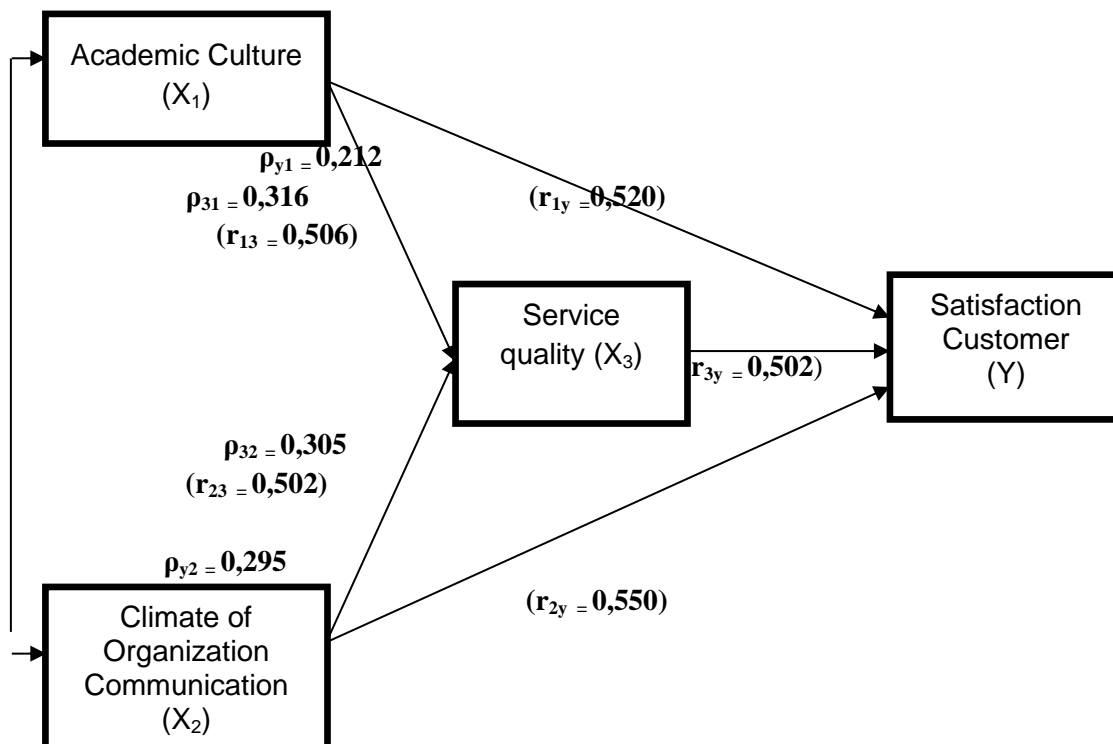 Academic Culture
(X₁)
ρy1 = 0,212
ρ31 = 0,316
(r1y = 0,520)
(r13 = 0,506)
Service
quality (X₃)
Satisfaction
Customer
(Y)
r3y = 0,502)
ρ32 = 0,305
(r23 = 0,502)
ρy2 = 0,295
(r2y = 0,550)
Climate of
Organization
Communication
(X₂)